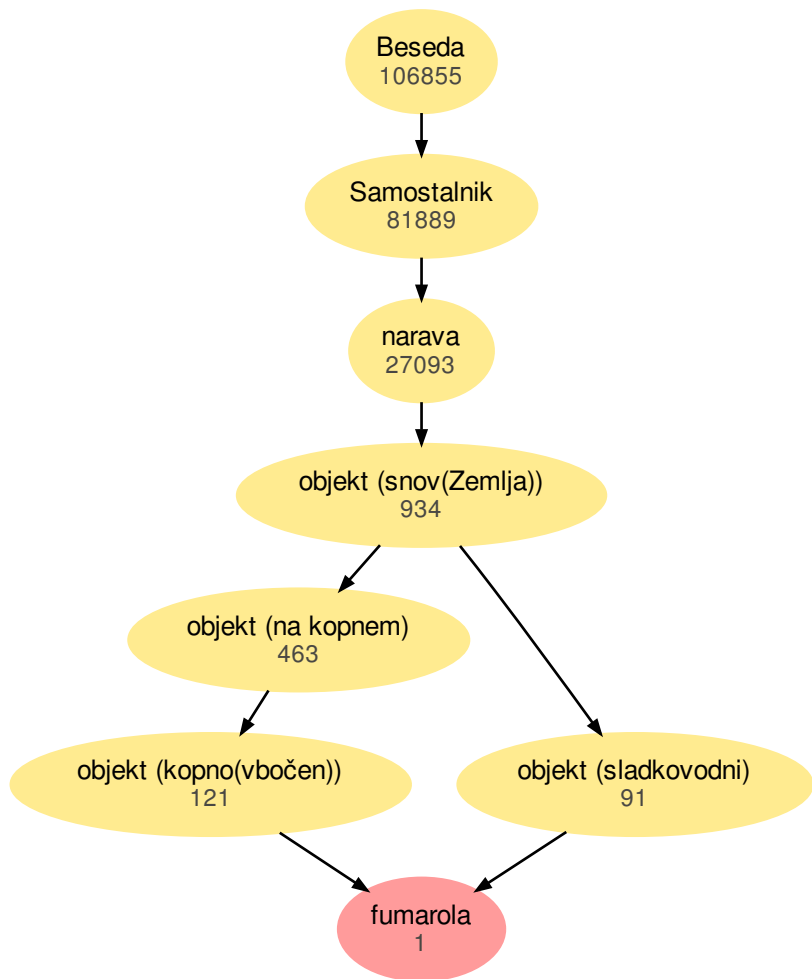 Beseda
106855
Samostalnik
81889
narava
27093
objekt (snov(Zemlja))
934
objekt (na kopnem)
463
objekt (kopno(vbočen))
121
objekt (sladkovodni)
91
fumarola
1